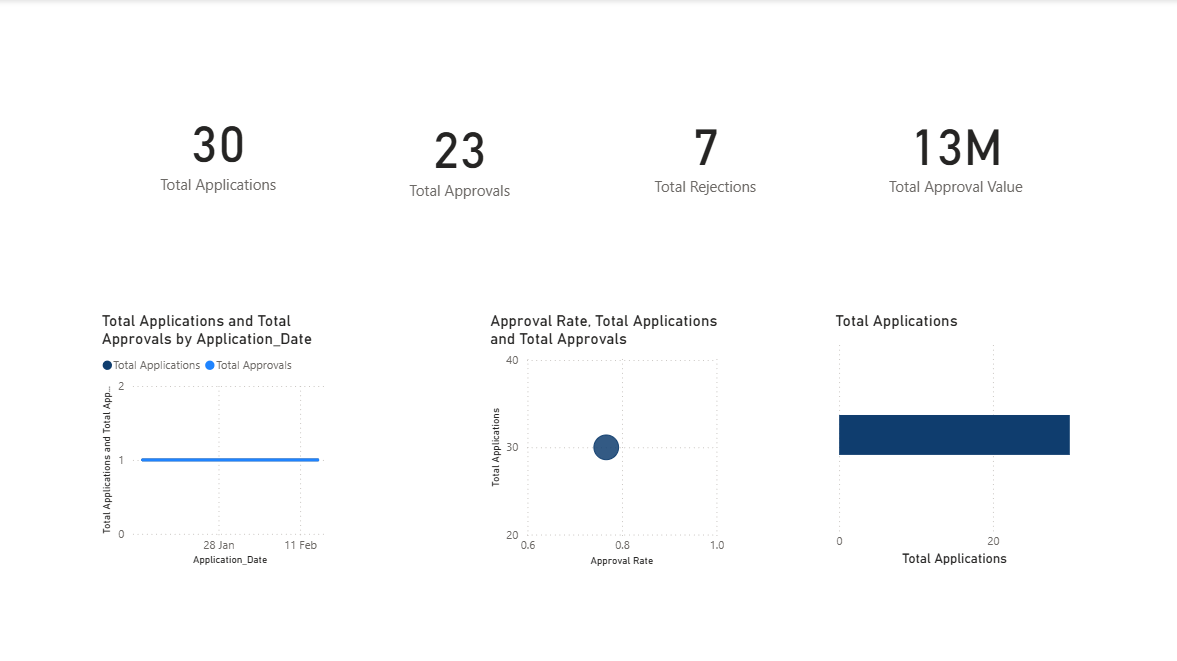 30
Total Applications
23
Total Approvals
7
Total Rejections
13M
Total Approval Value
Total Applications and Total
Approvals by Application_Date
Total Applications Total Approvals
Total Applications and Total App...
2
1
0
28 Jan
11 Feb
Application_Date
Approval Rate, Total Applications
and Total Approvals
Total Applications
40
30
20
0.6
0.8
1.0
Approval Rate
Total Applications
0
20
Total Applications